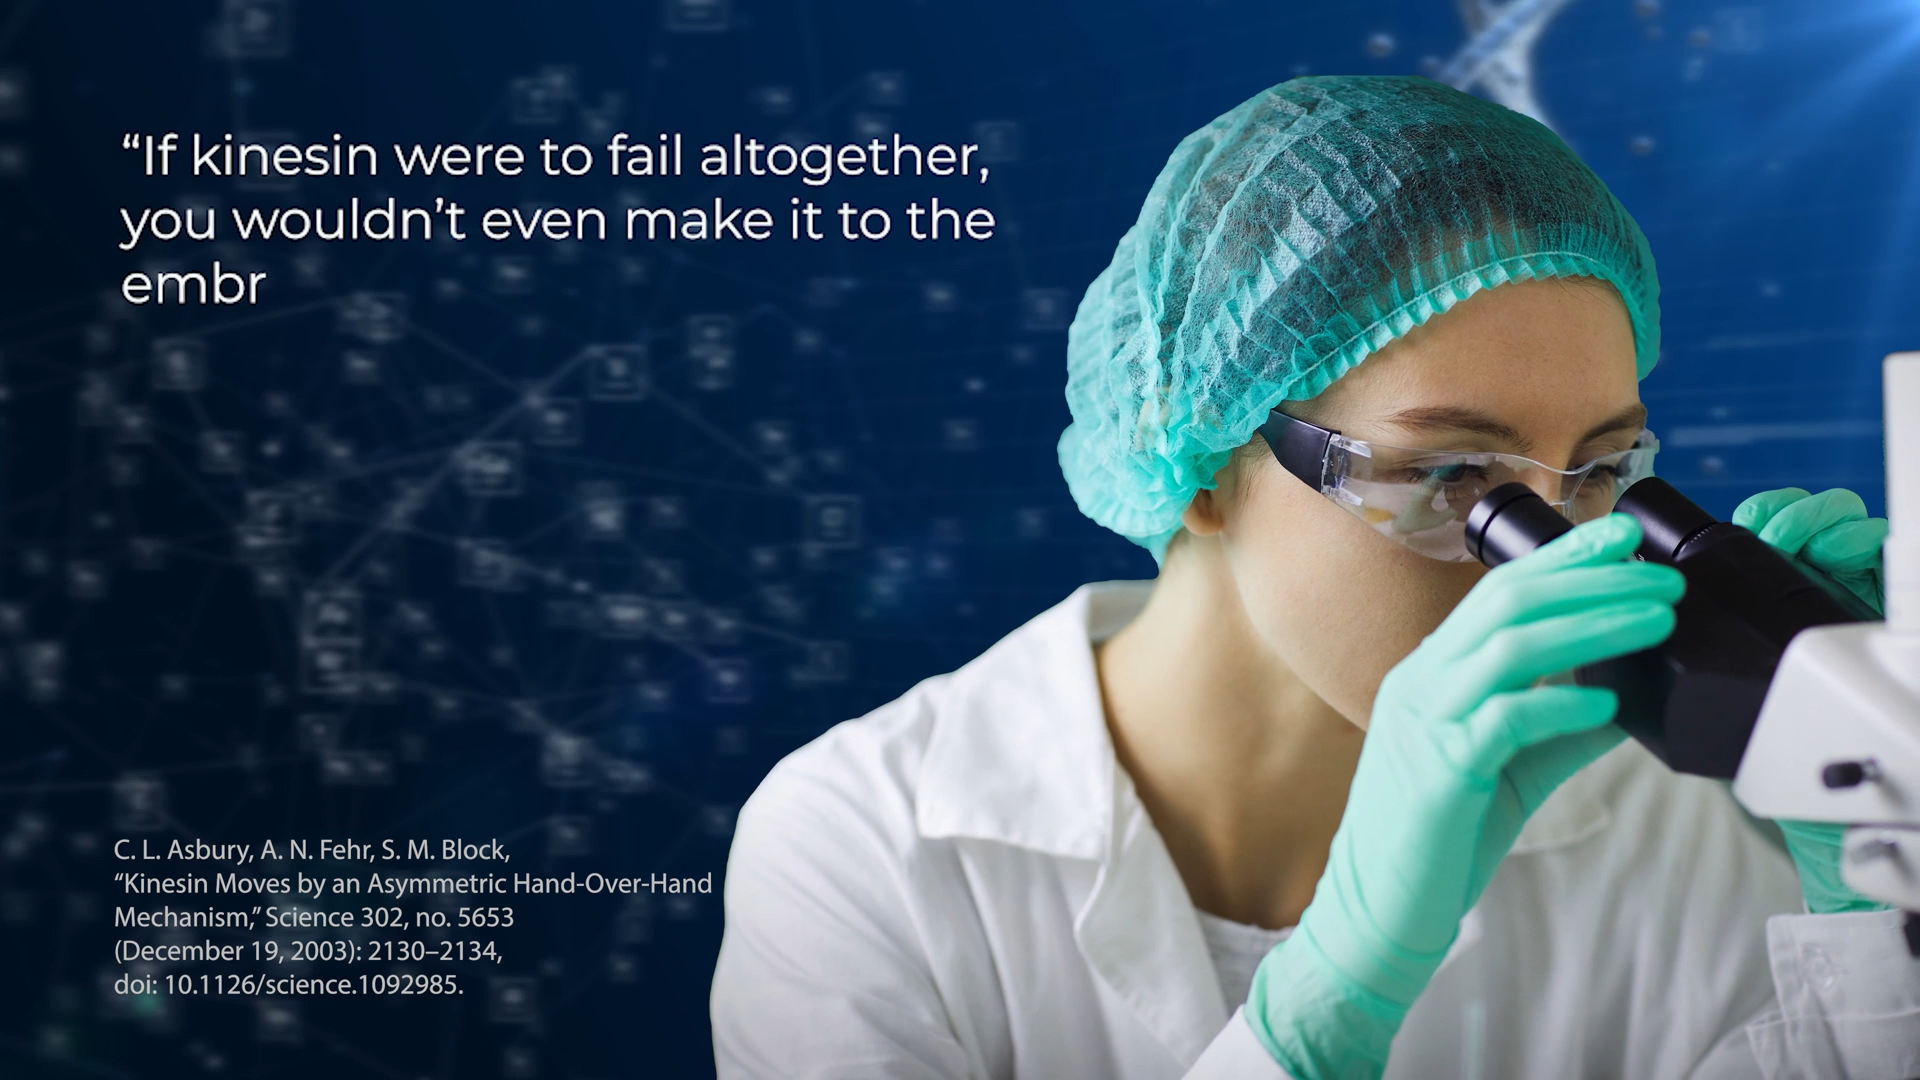 “If kinesin were to fail altogether,
you wouldn’t even make it to the
embr
C. L. Asbury, A. N. Fehr, S. M. Block,
“Kinesin Moves by an Asymmetric Hand-Over-Hand
Mechanism,” Science 302, no. 5653
(December 19, 2003): 2130–2134,
doi: 10.1126/science.1092985.